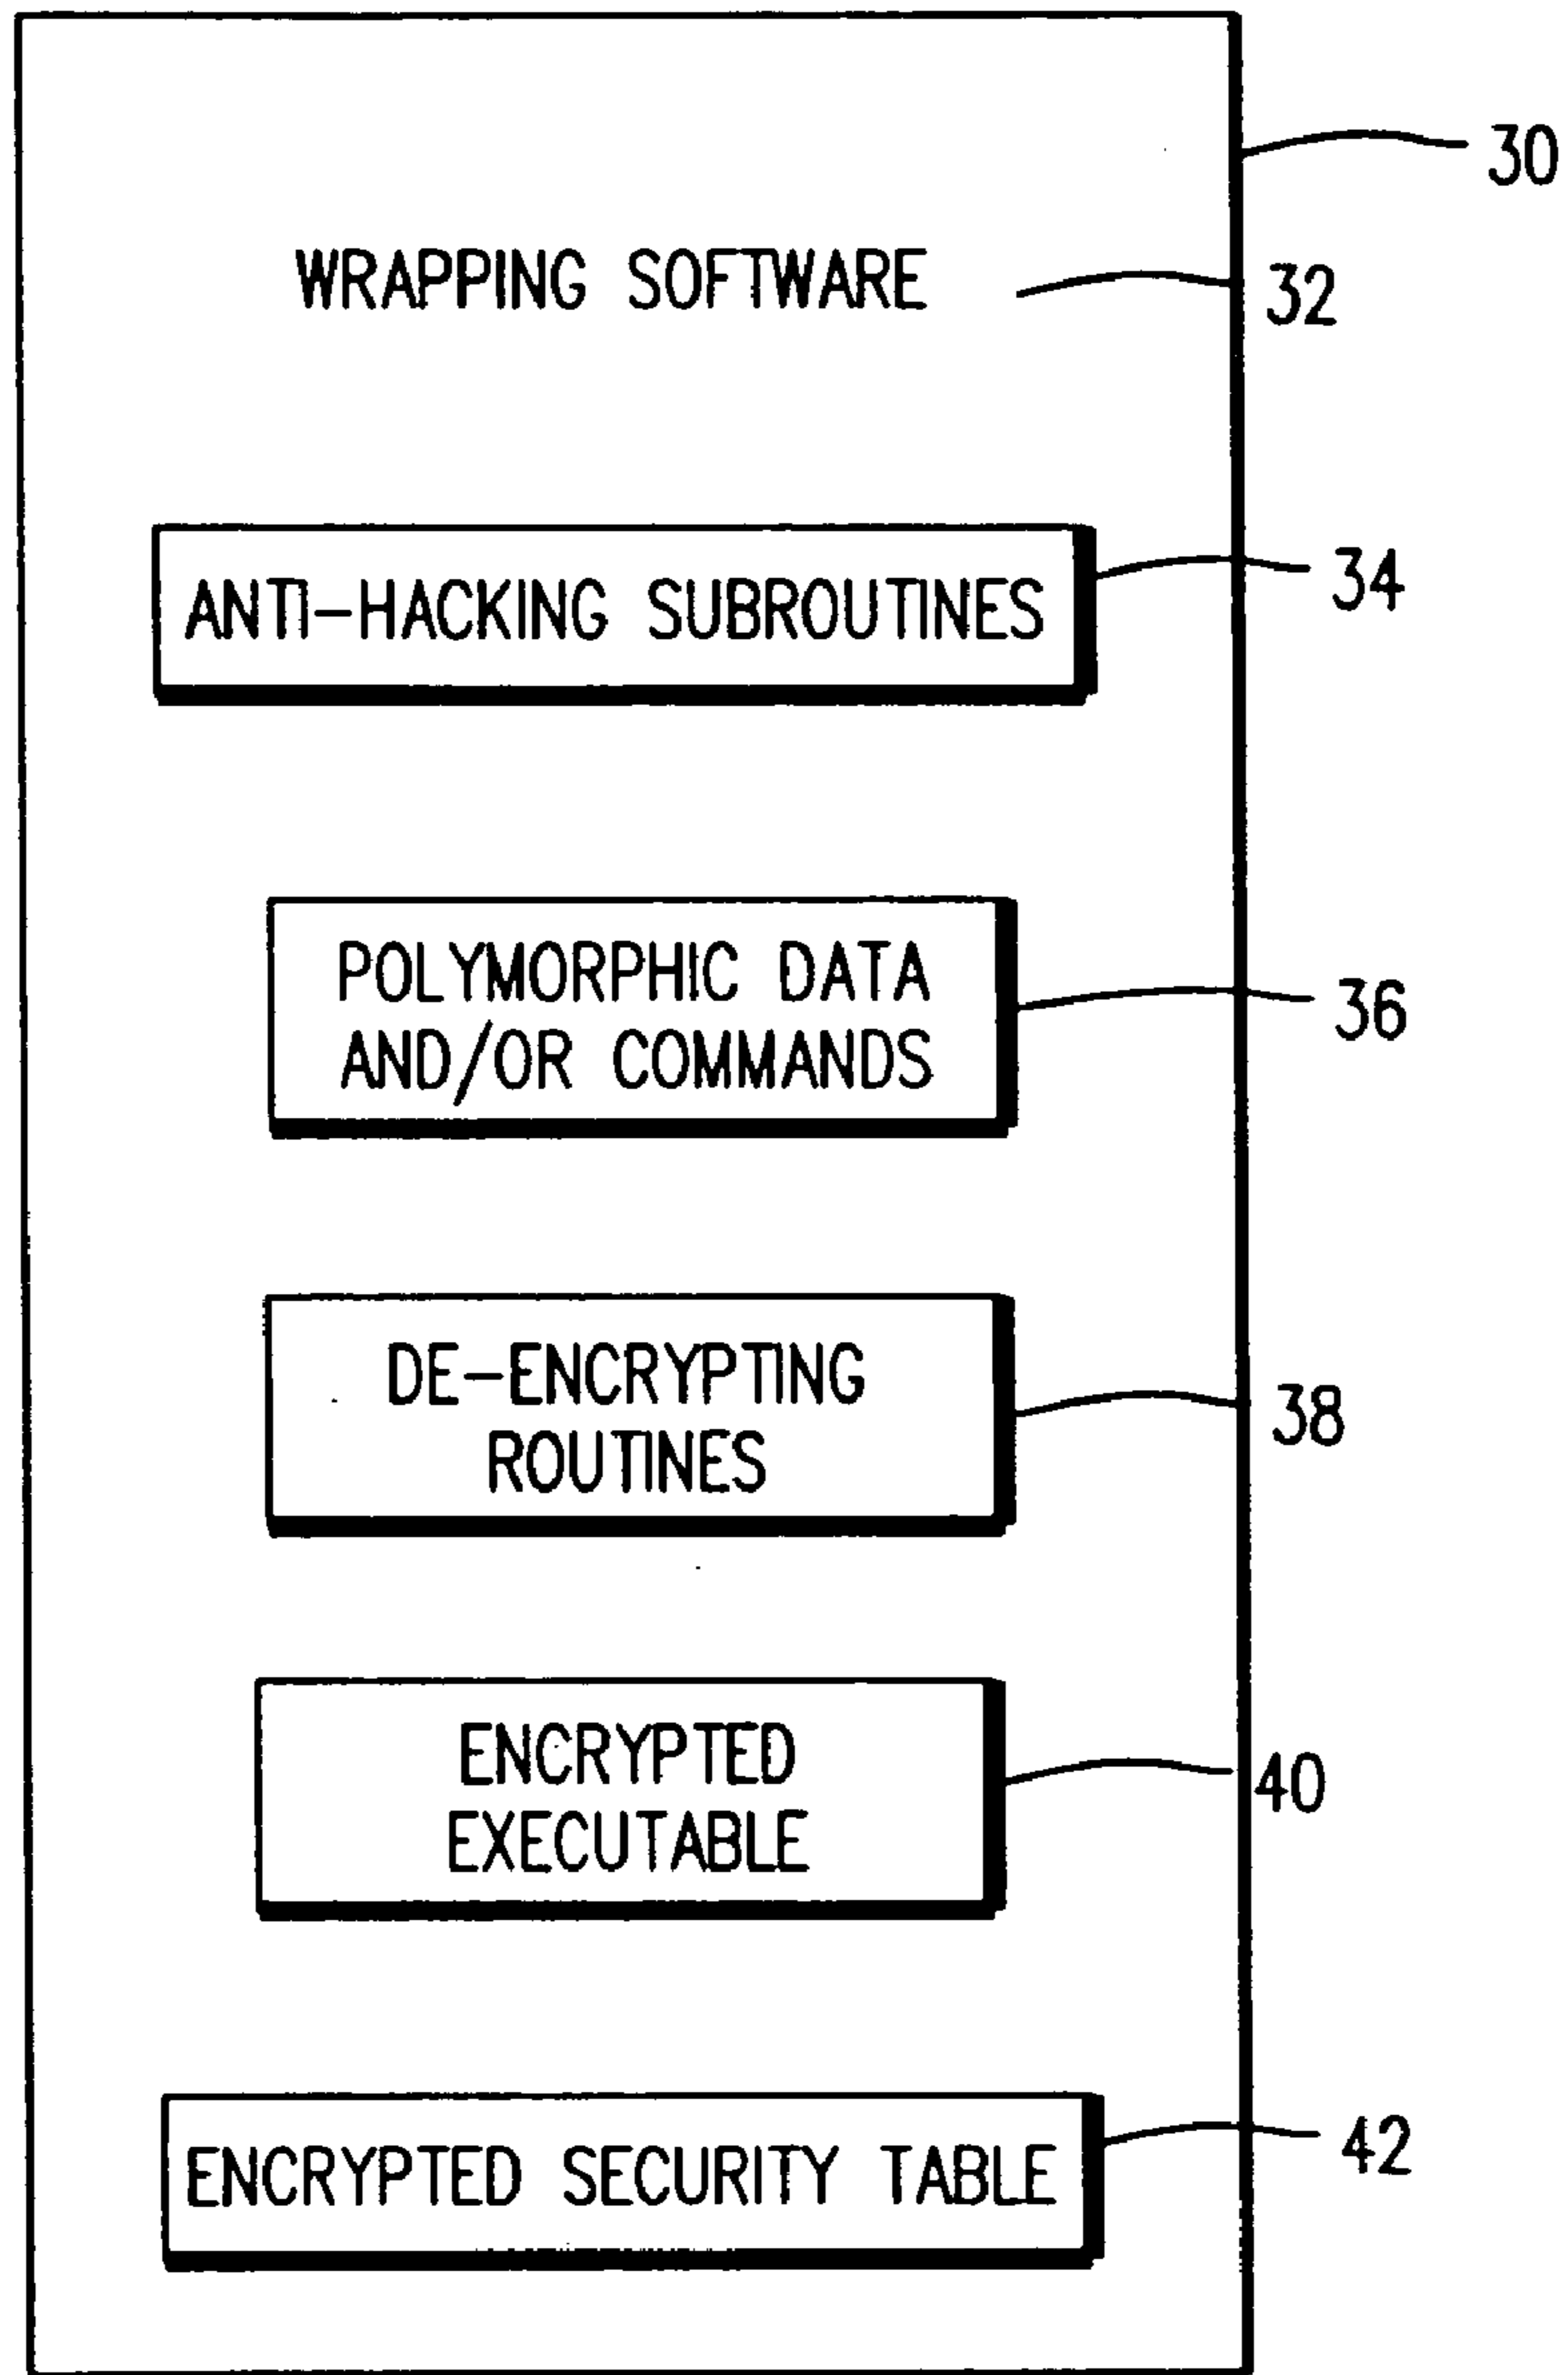 30
WRAPPING SOFTWARE
32
ANTI-HACKING SUBROUTINES
34
POLYMORPHIC DATA
AND/OR COMMANDS
36
DE-ENCRYPTING
ROUTINES
38
ENCRYPTED
EXECUTABLE
40
ENCRYPTED SECURITY TABLE
42